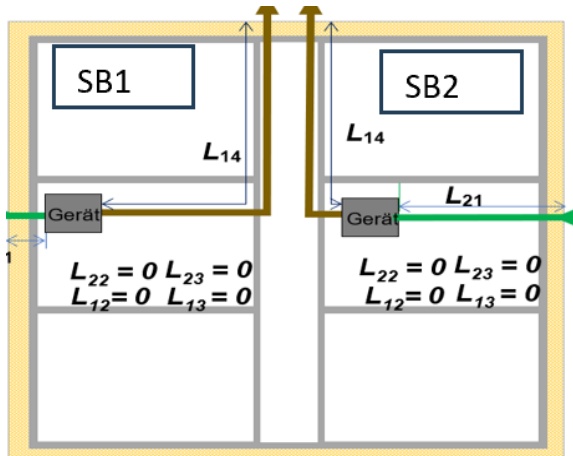 SB1
SB2
L14
L14
L21
Gerät
Gerät
L22 = 0 L23 = 0
L12= 0 L13 = 0
L22 = 0 L23 = 0
L12= 0 L13 = 0